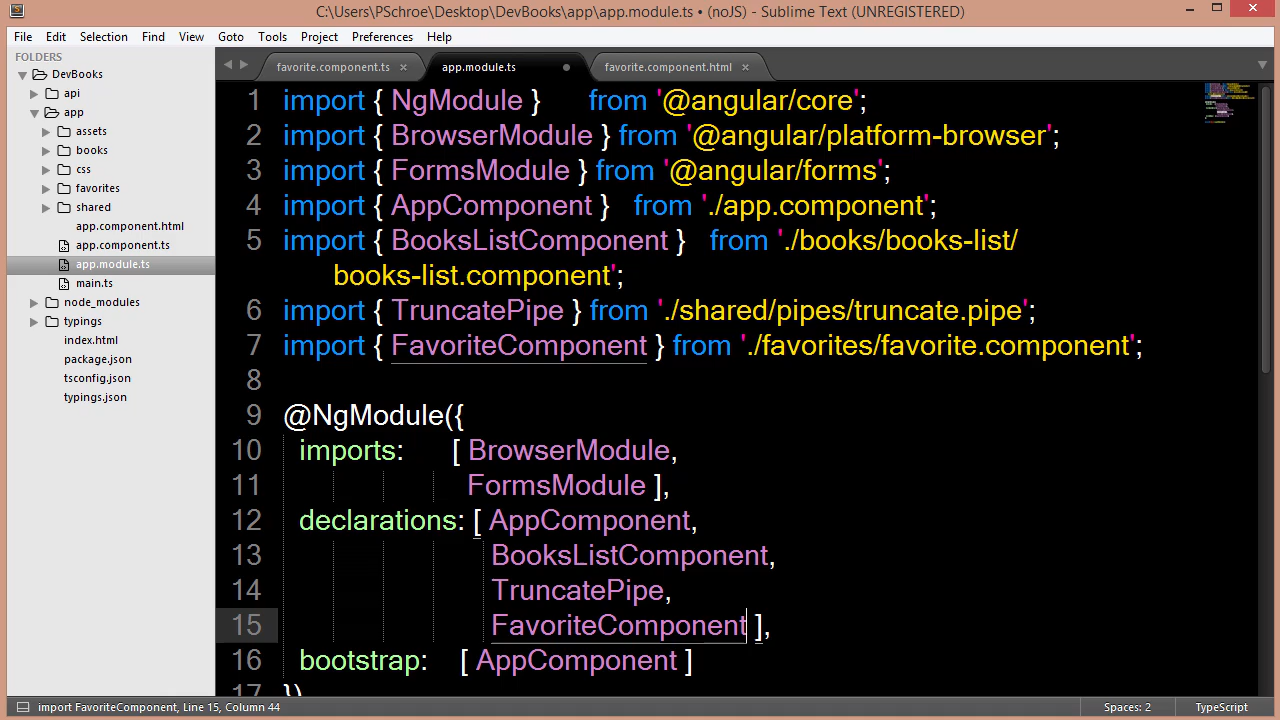 C:\Users\PSchroe\Desktop\DevBooks\app\app.module.ts • (noJS) - Sublime Text (UNREGISTERED)
File Edit Selection Find View Goto Tools Project Preferences Help
FOLDERS
DevBooks
api
app
assets
books
css
favorites
shared
app.component.html
app.component.ts
app.module.ts
main.ts
node_modules
typings
index.html
package.json
tsconfig.json
typings.json
favorite.component.ts × app.module.ts • favorite.component.html ×
1 import { NgModule } from '@angular/core';
2 import { BrowserModule } from '@angular/platform-browser';
3 import { FormsModule } from '@angular/forms';
4 import { AppComponent } from './app.component';
5 import { BooksListComponent } from './books/books-list/
books-list.component';
6 import { TruncatePipe } from './shared/pipes/truncate.pipe';
7 import { FavoriteComponent } from './favorites/favorite.component';
8
9 @NgModule({
10 imports: [ BrowserModule,
11 FormsModule ],
12 declarations: [ AppComponent,
13 BooksListComponent,
14 TruncatePipe,
15 FavoriteComponent ],
16 bootstrap: [ AppComponent ]
17 })
import FavoriteComponent, Line 15, Column 44 Spaces: 2 TypeScript